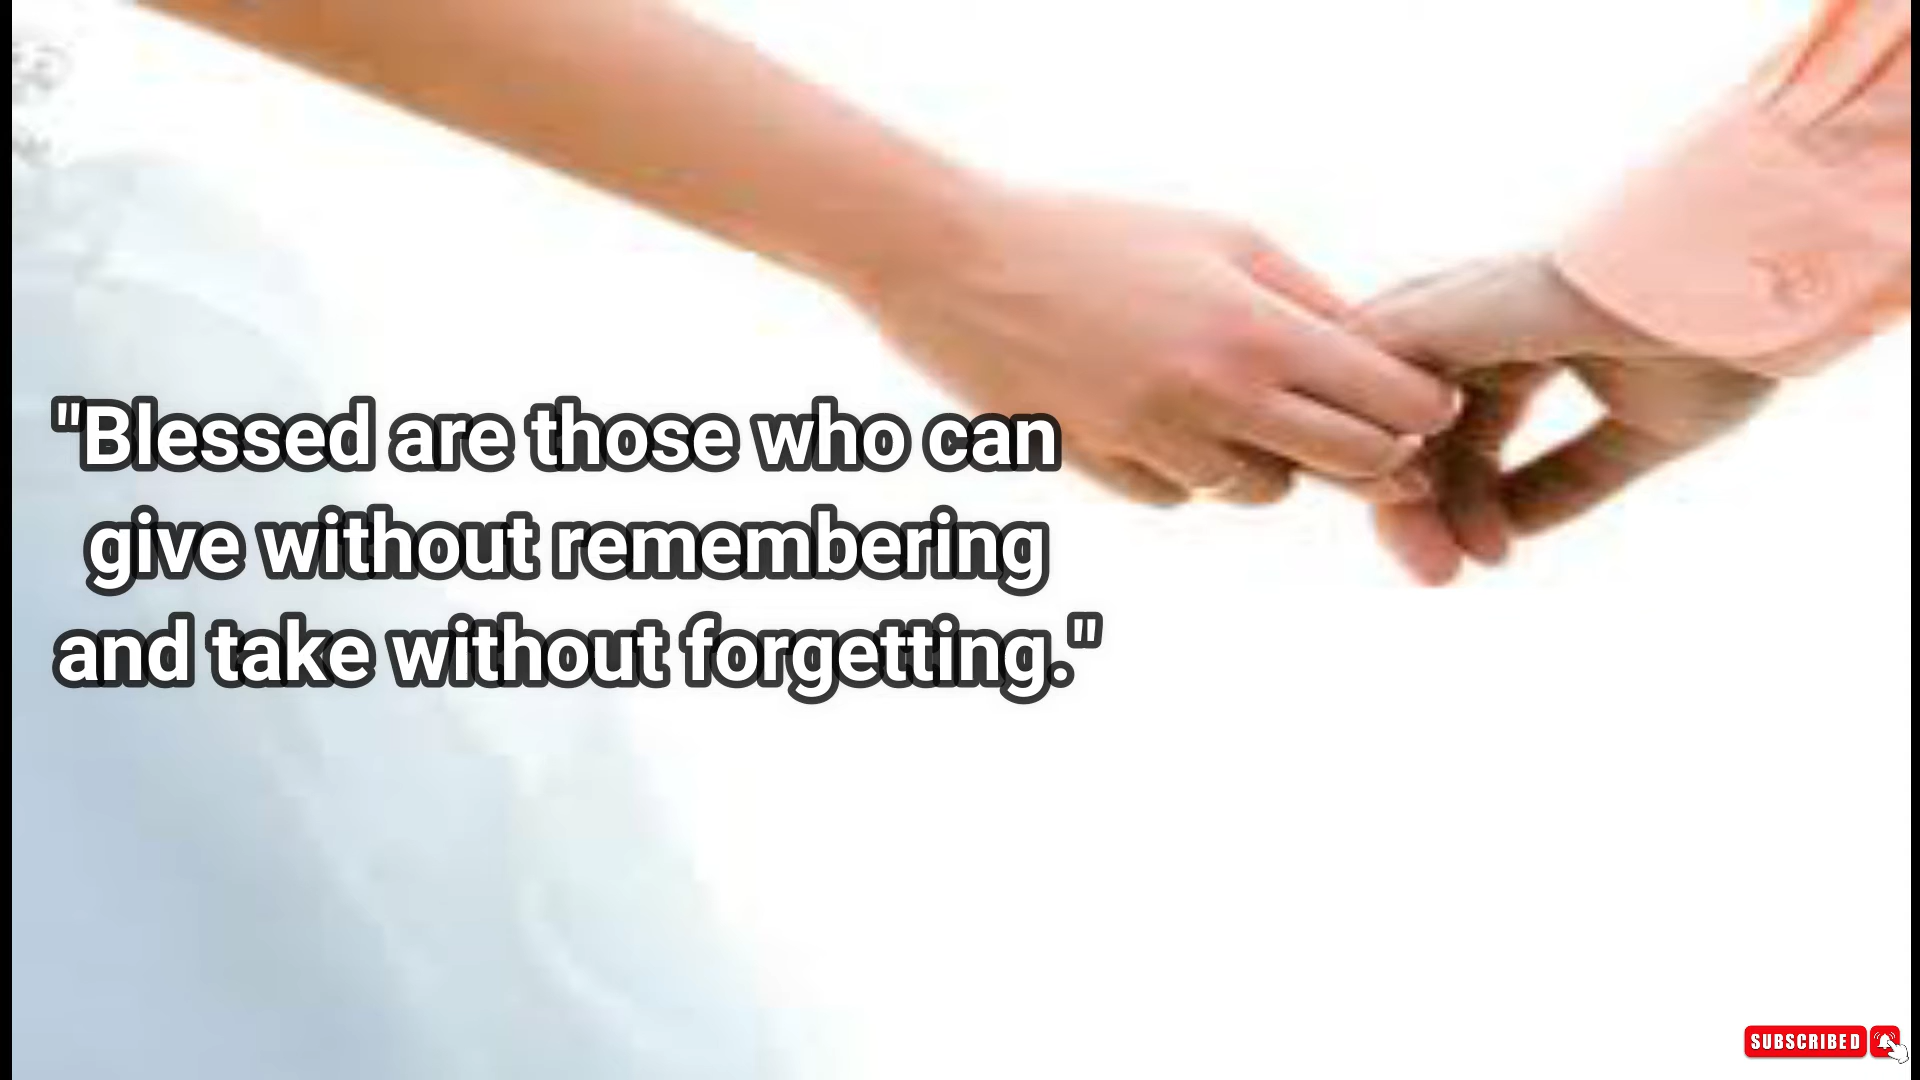 "Blessed are those who can
give without remembering
and take without forgetting."
SUBSCRIBED